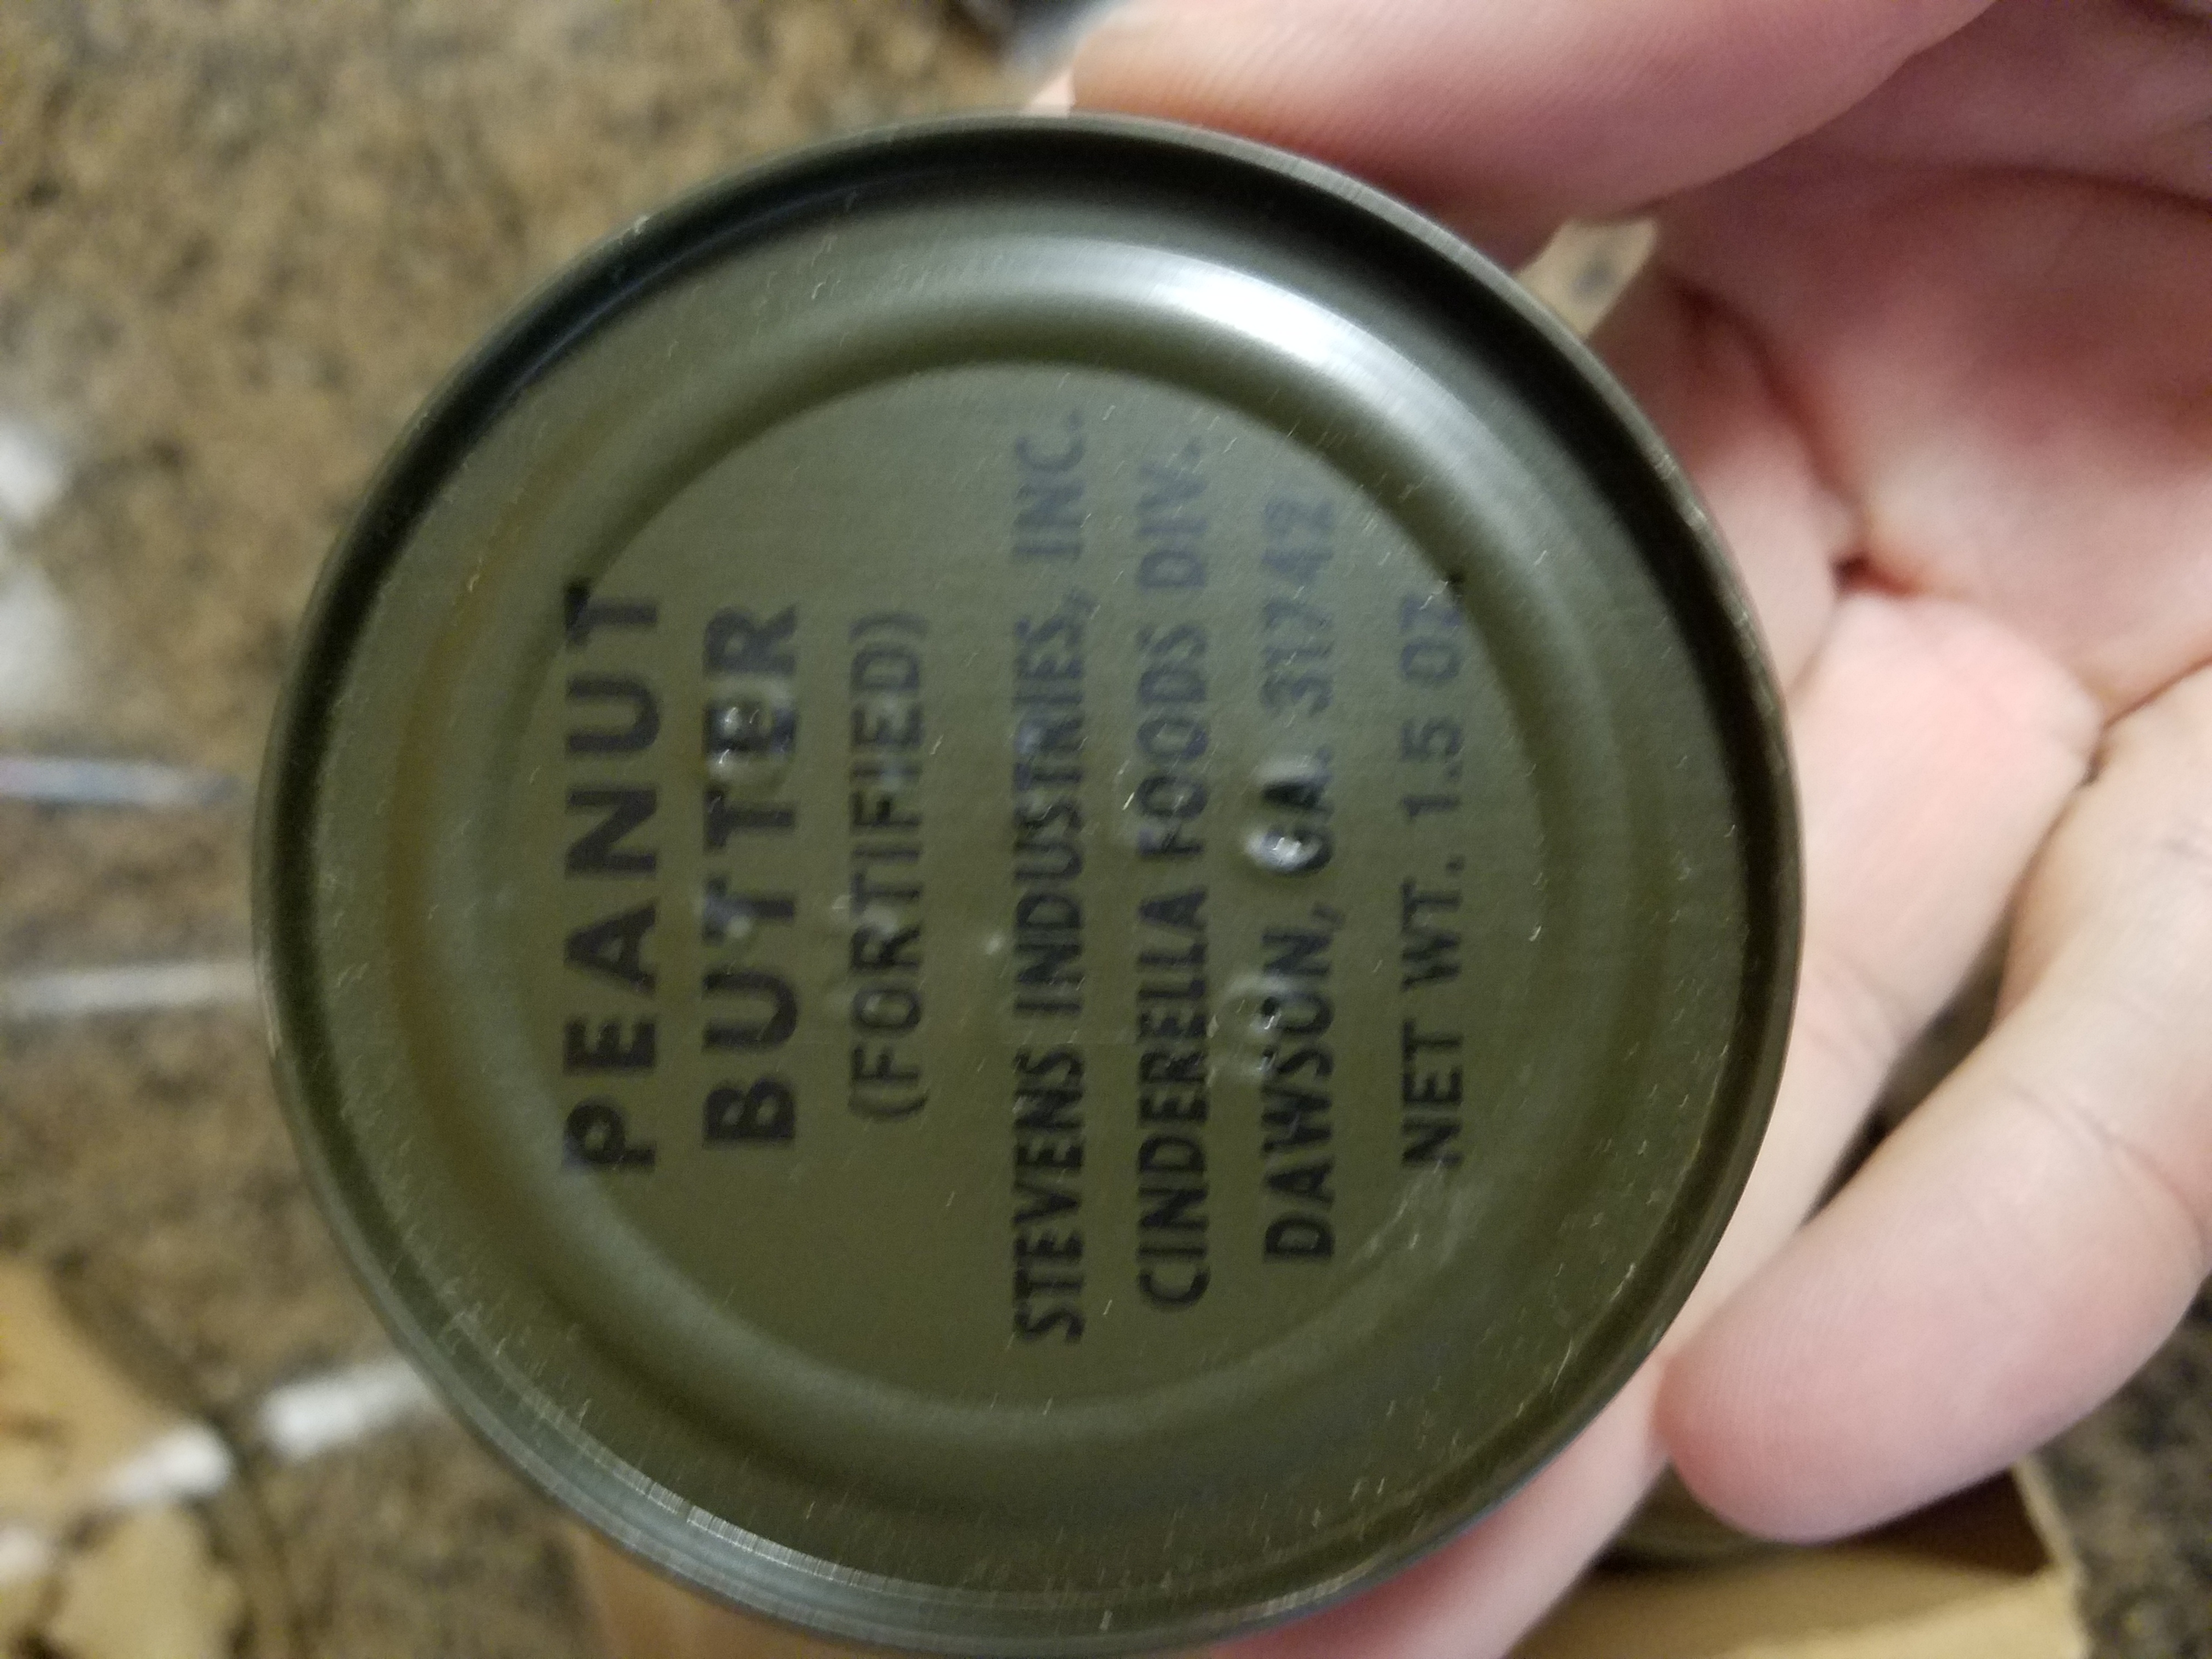 PEANUT
BUTTER
(FORTIFIED)
STEVENS INDUSTRIES, INC.
CINDERELLA FOODS DIV.
DAWSON, GA. 31742
NET WT. 1.5 OZ.